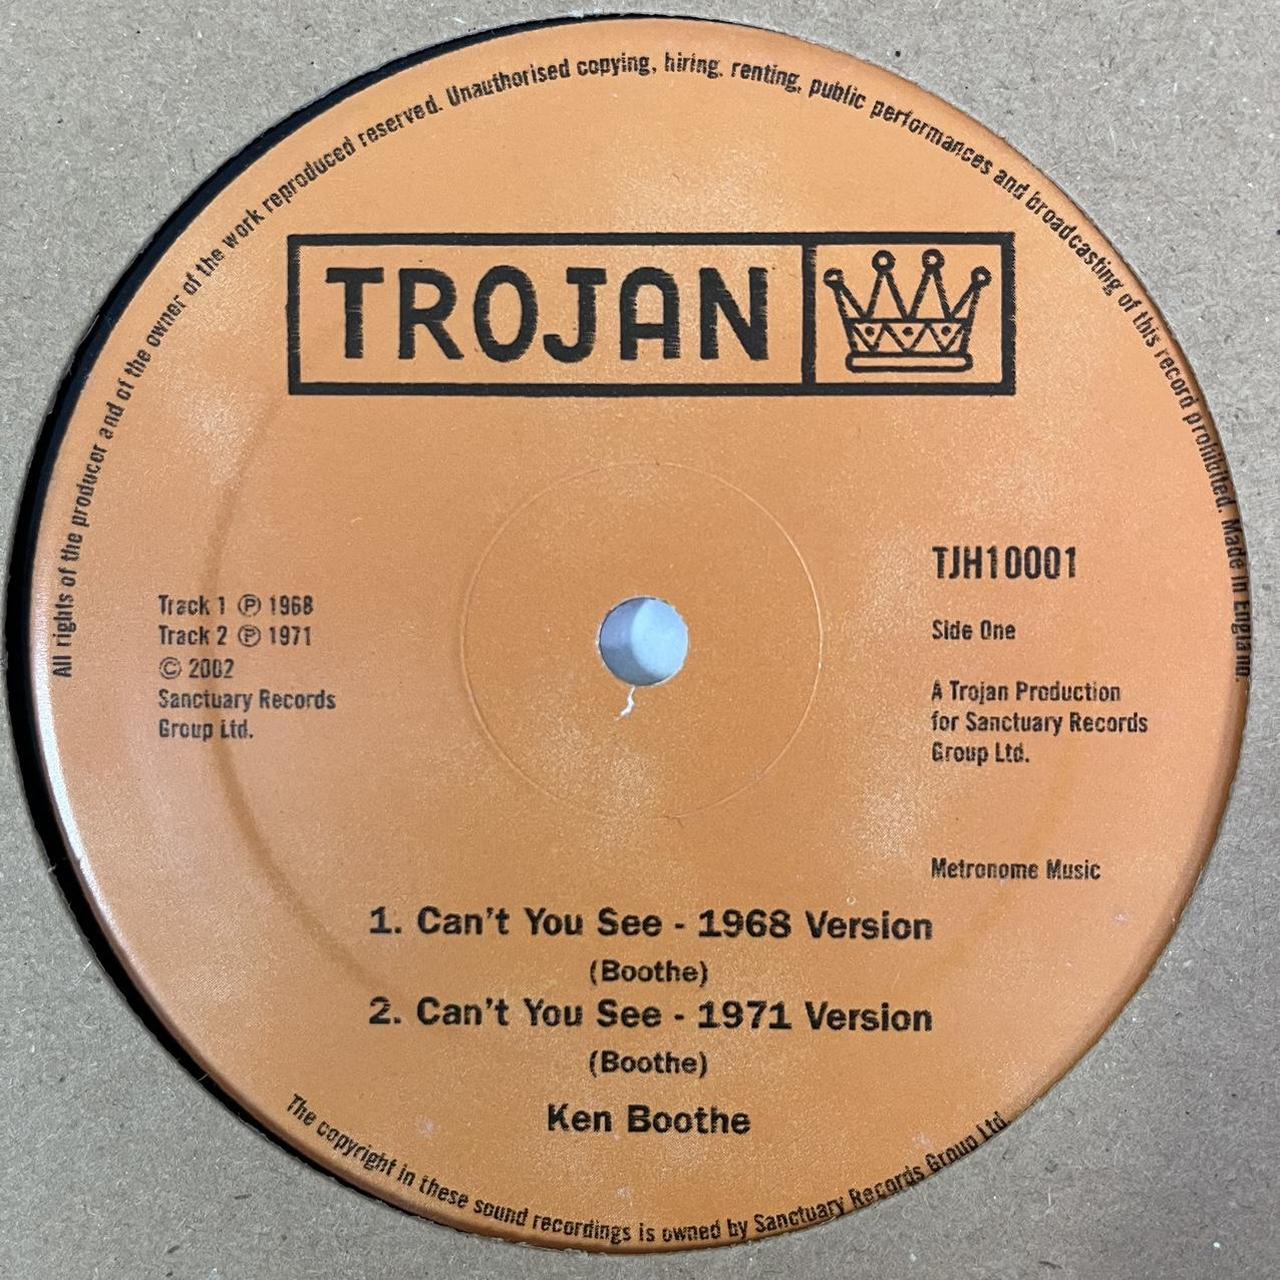 All rights of the producer and of the owner of the work reproduced reserved. Unauthorised copying, hiring, renting, public performances and broadcasting of this record prohibited. Made in England.
TROJAN
TJH10001
Side One
A Trojan Production
for Sanctuary Records
Group Ltd.
Track 1 Ⓟ 1968
Track 2 Ⓟ 1971
© 2002
Sanctuary Records
Group Ltd.
Metronome Music
1. Can't You See - 1968 Version
(Boothe)
2. Can't You See - 1971 Version
(Boothe)
Ken Boothe
The copyright in these sound recordings is owned by Sanctuary Records Group Ltd.